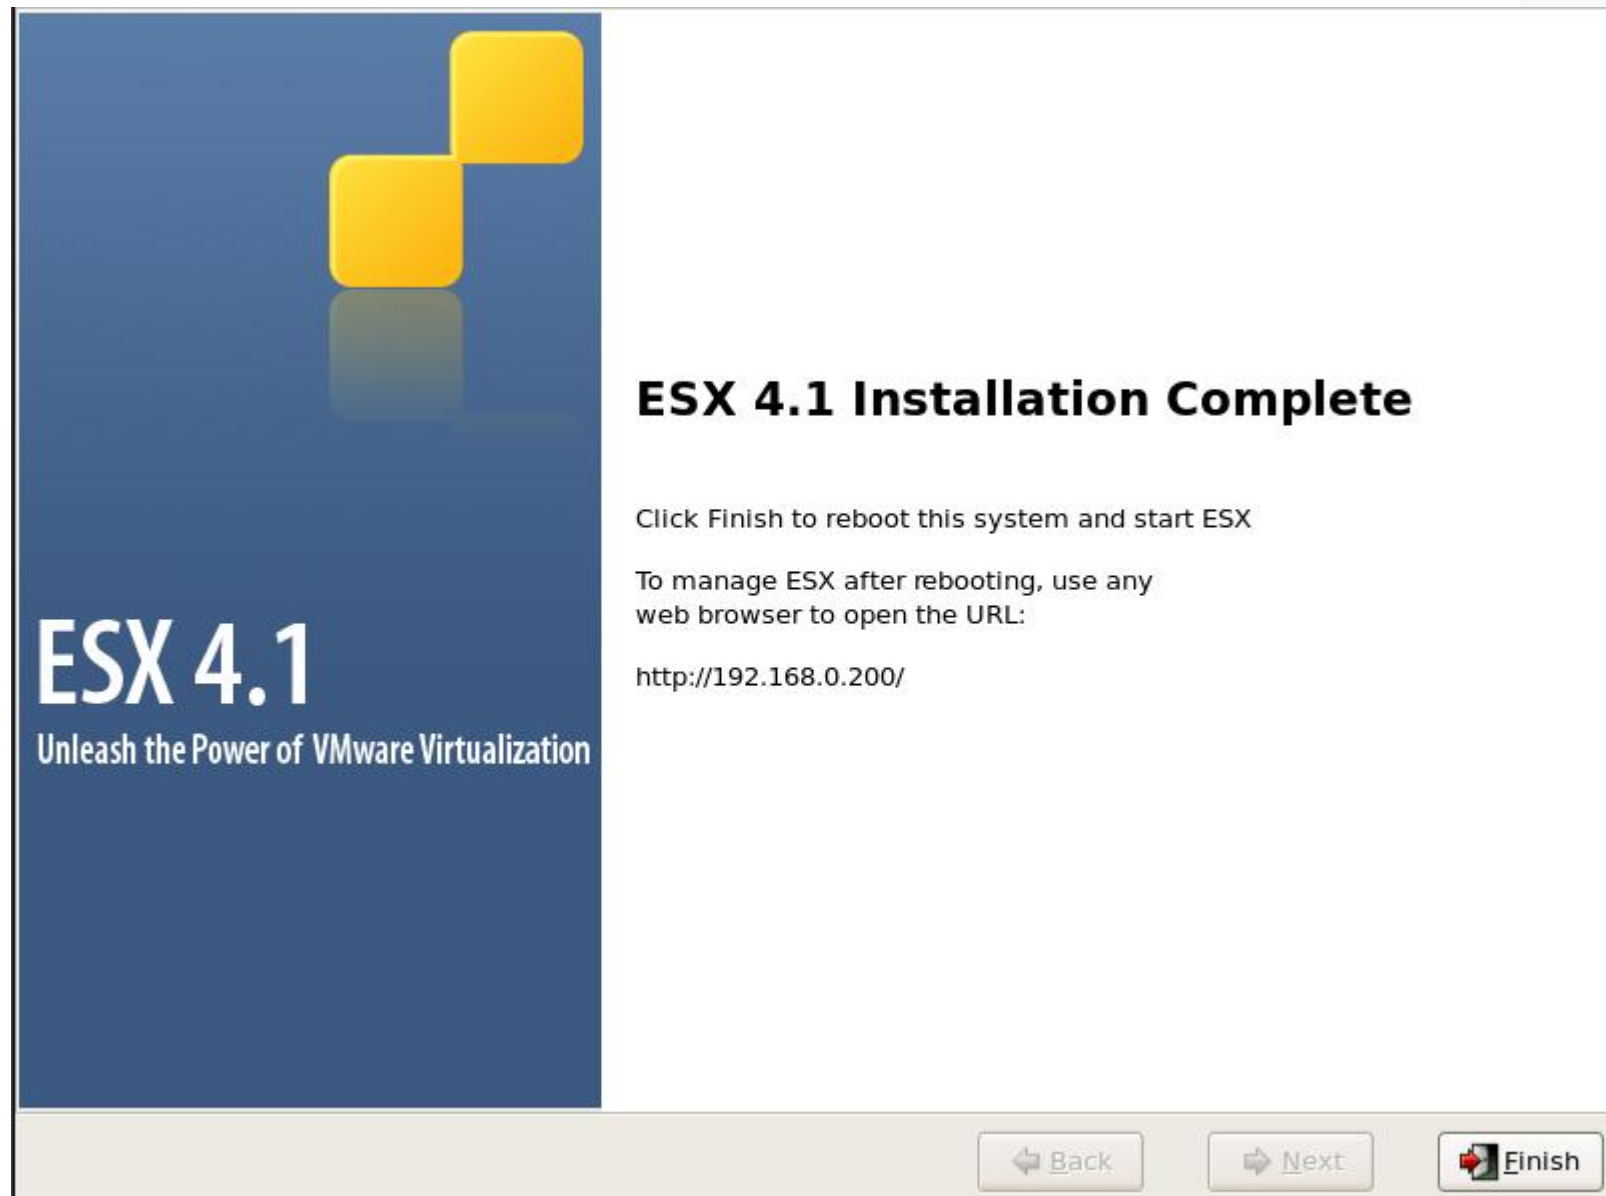 ESX 4.1
Unleash the Power of VMware Virtualization
ESX 4.1 Installation Complete
Click Finish to reboot this system and start ESX
To manage ESX after rebooting, use any
web browser to open the URL:
http://192.168.0.200/
Back
Next
Finish